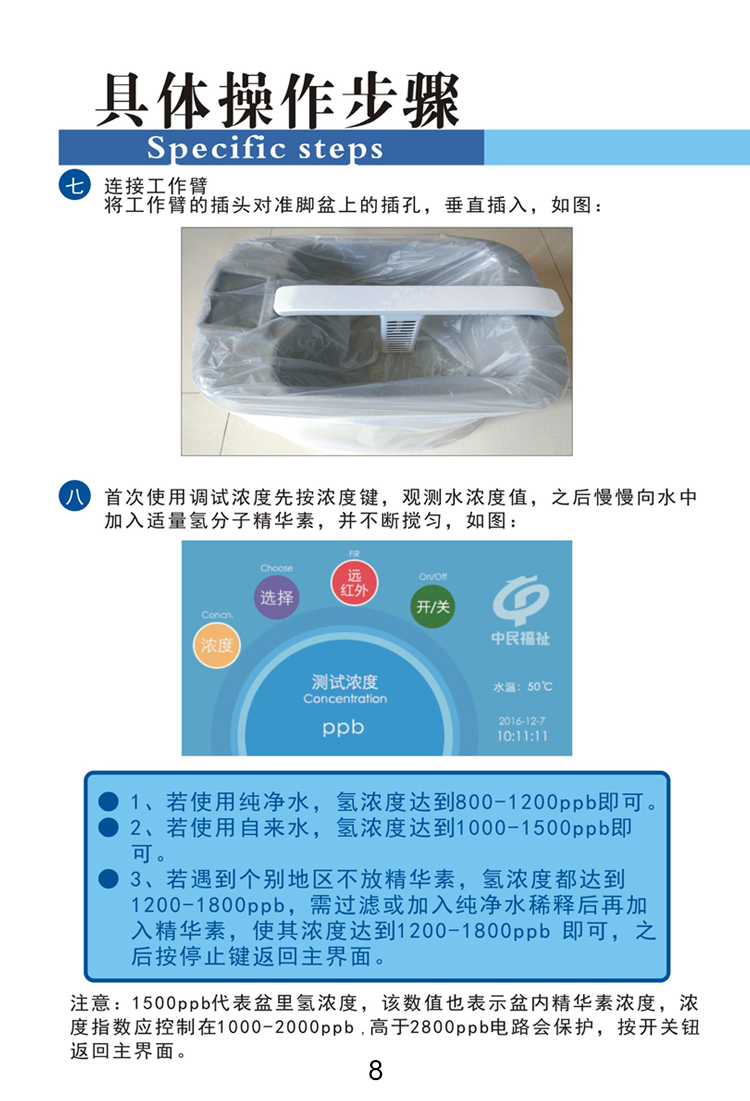 具体操作步骤
Specific steps
七 连接工作臂
将工作臂的插头对准脚盆上的插孔，垂直插入，如图：
八 首次使用调试浓度先按浓度键，观测水浓度值，之后慢慢向水中
加入适量氢分子精华素，并不断搅匀，如图：
FIR
远
红外
Choose
选择
On/Off
开/关
Concn.
浓度
中民福祉
测试浓度
Concentration
ppb
水温：50℃
2016-12-7
10:11:11
● 1、若使用纯净水，氢浓度达到800-1200ppb即可。
● 2、若使用自来水，氢浓度达到1000-1500ppb即
可。
● 3、若遇到个别地区不放精华素，氢浓度都达到
1200-1800ppb，需过滤或加入纯净水稀释后再加
入精华素，使其浓度达到1200-1800ppb 即可，之
后按停止键返回主界面。
注意：1500ppb代表盆里氢浓度，该数值也表示盆内精华素浓度，浓
度指数应控制在1000-2000ppb ,高于2800ppb电路会保护，按开关钮
返回主界面。
8